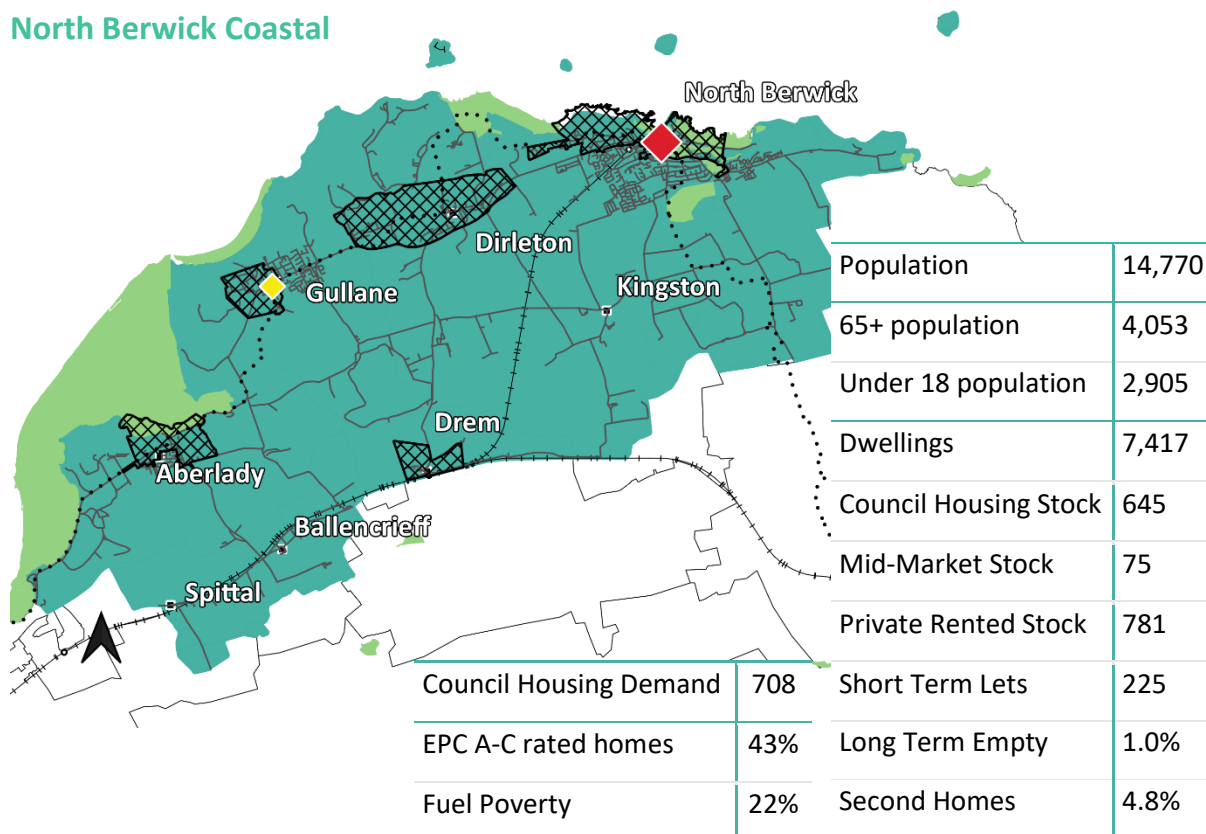 North Berwick Coastal
North Berwick
Dirleton
Gullane
Kingston
Drem
Aberlady
Ballencrieff
Spittal
Population 14,770
65+ population 4,053
Under 18 population 2,905
Dwellings 7,417
Council Housing Stock 645
Mid-Market Stock 75
Private Rented Stock 781
Short Term Lets 225
Long Term Empty 1.0%
Second Homes 4.8%
Council Housing Demand 708
EPC A-C rated homes 43%
Fuel Poverty 22%